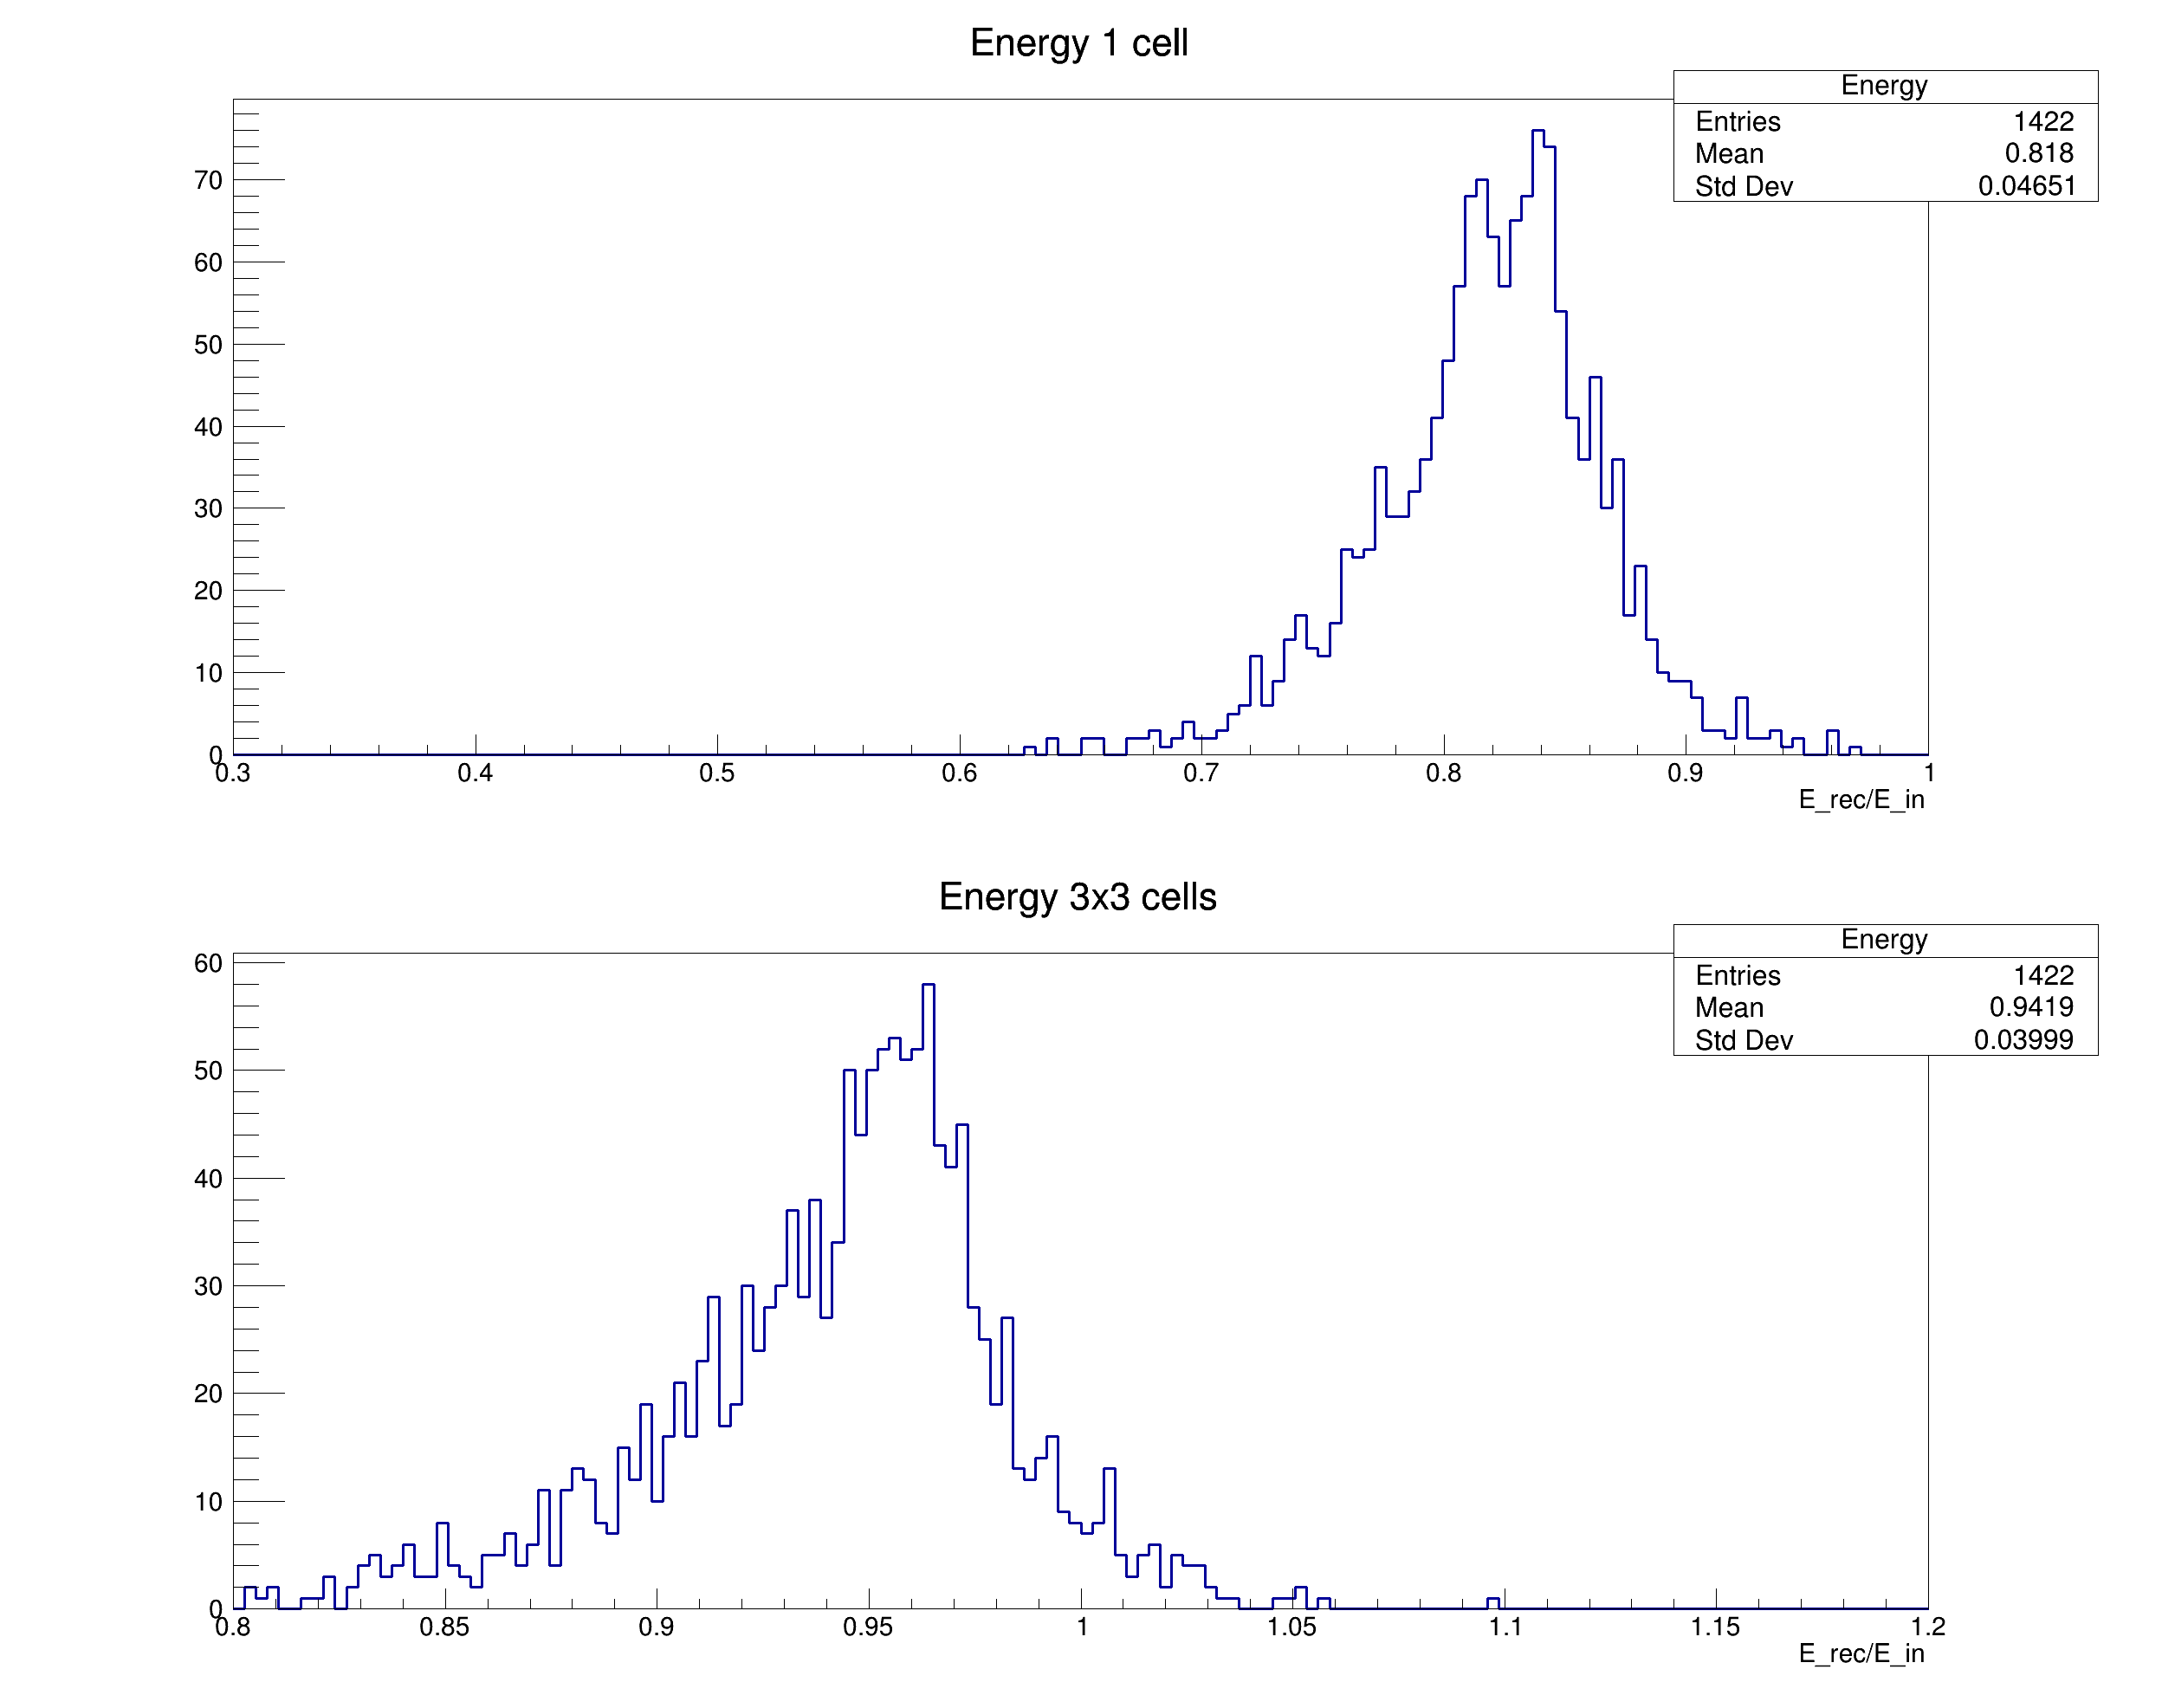 Energy 1 cell
Energy
Entries 1422
Mean 0.818
Std Dev 0.04651
70
60
50
40
30
20
10
0
0.3 0.4 0.5 0.6 0.7 0.8 0.9 1
E_rec/E_in
Energy 3x3 cells
Energy
Entries 1422
Mean 0.9419
Std Dev 0.03999
60
50
40
30
20
10
0
0.8 0.85 0.9 0.95 1 1.05 1.1 1.15 1.2
E_rec/E_in